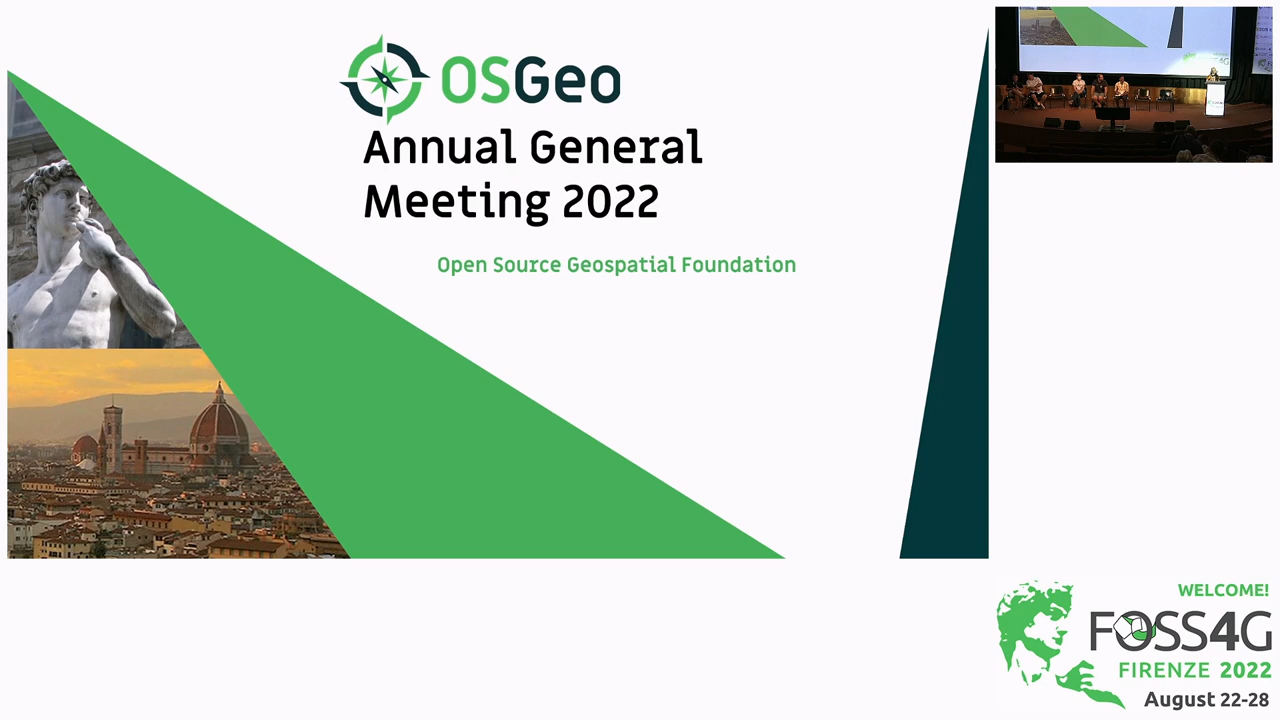 OSGeo
Annual General
Meeting 2022
Open Source Geospatial Foundation
WELCOME!
FOSS4G
FIRENZE 2022
August 22-28